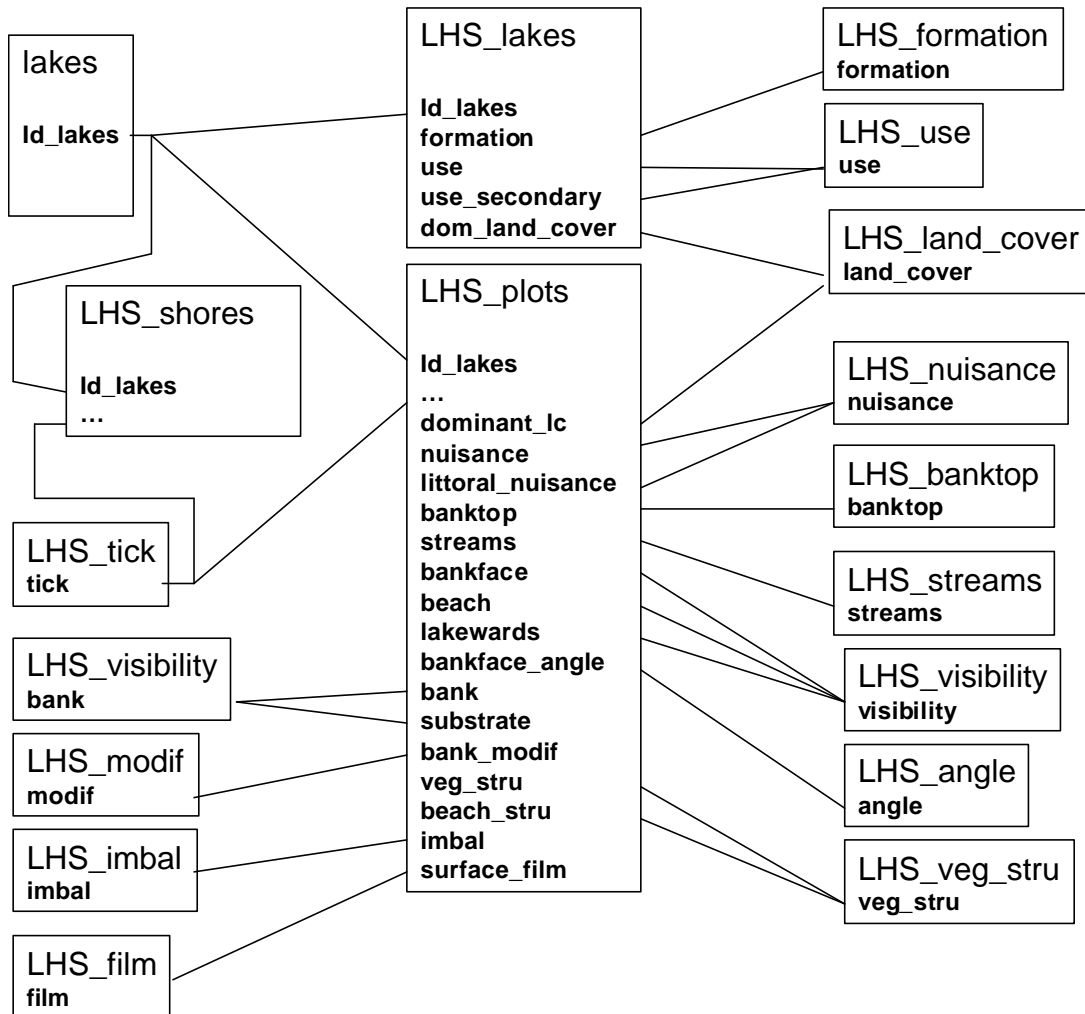 lakes
Id_lakes
LHS_shores
Id_lakes
...
LHS_tick
tick
LHS_visibility
bank
LHS_modif
modif
LHS_imbal
imbal
LHS_film
film
LHS_lakes
Id_lakes
formation
use
use_secondary
dom_land_cover
LHS_plots
Id_lakes
...
dominant_lc
nuisance
littoral_nuisance
banktop
streams
bankface
beach
lakewards
bankface_angle
bank
substrate
bank_modif
veg_stru
beach_stru
imbal
surface_film
LHS_formation
formation
LHS_use
use
LHS_land_cover
land_cover
LHS_nuisance
nuisance
LHS_banktop
banktop
LHS_streams
streams
LHS_visibility
visibility
LHS_angle
angle
LHS_veg_stru
veg_stru